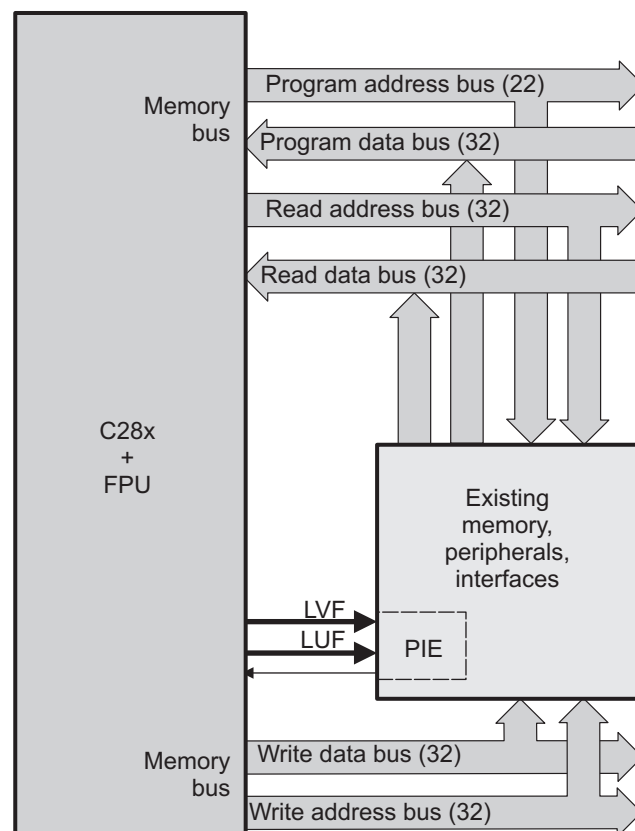 Program address bus (22)
Memory
bus
Program data bus (32)
Read address bus (32)
Read data bus (32)
C28x
+
FPU
Existing
memory,
peripherals,
interfaces
LVF
LUF
PIE
Memory
bus
Write data bus (32)
Write address bus (32)